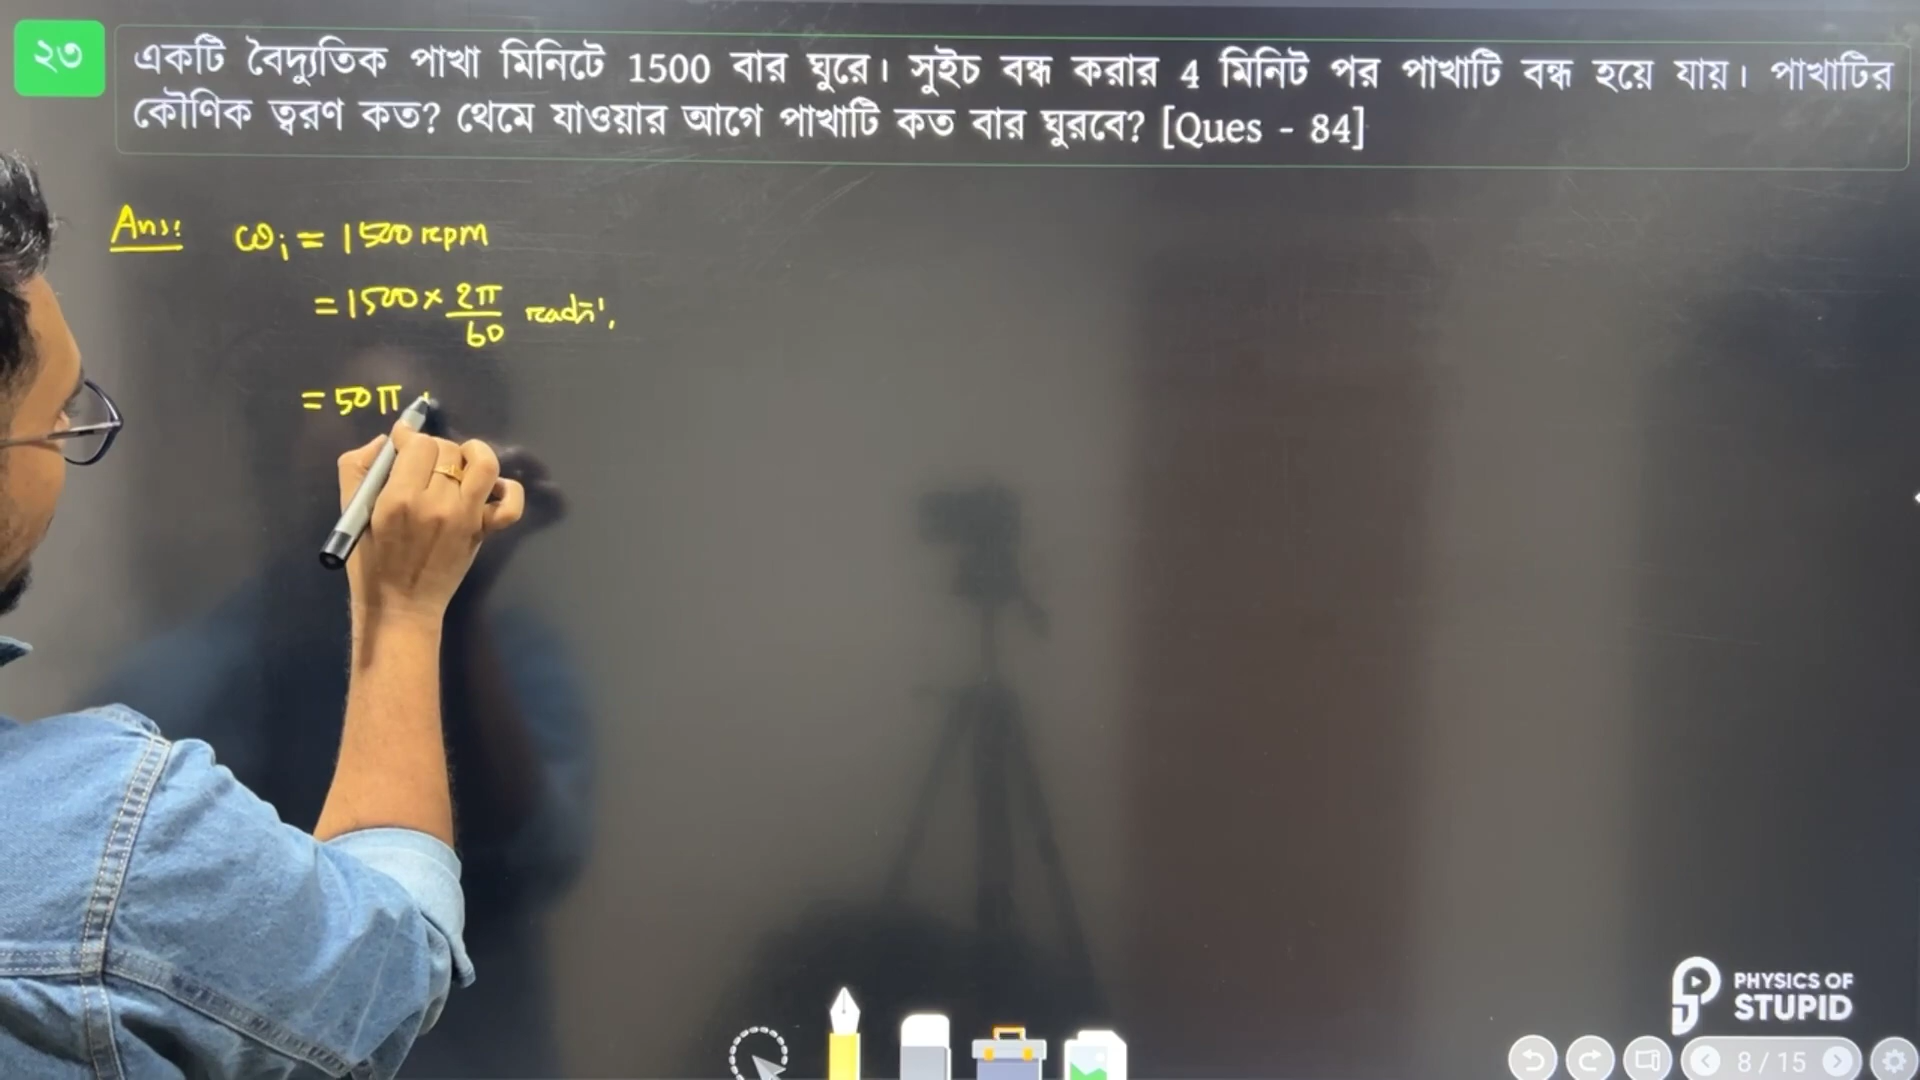 ২৩
একটি বৈদ্যুতিক পাখা মিনিটে 1500 বার ঘুরে। সুইচ বন্ধ করার 4 মিনিট পর পাখাটি বন্ধ হয়ে যায়। পাখাটির
কৌণিক ত্বরণ কত? থেমে যাওয়ার আগে পাখাটি কত বার ঘুরবে? [Ques - 84]
Ans: ωi = 1500 rpm
= 1500 × 2π/60 rads⁻¹,
= 50π
PHYSICS OF
STUPID
8 / 15